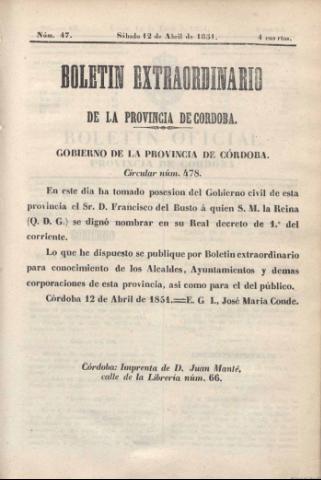 Núm. 47. Sábado 12 de Abril de 1851. 4 cuartos.
BOLETIN EXTRAORDINARIO
DE LA PROVINCIA DE CORDOBA.
GOBIERNO DE LA PROVINCIA DE CÓRDOBA.
Circular núm. 478.
En este dia ha tomado posesion del Gobierno civil de esta
provincia el Sr. D. Francisco del Busto á quien S. M. la Reina
(Q. D. G.) se dignó nombrar en su Real decreto de 1.º del
corriente.
Lo que he dispuesto se publique por Boletin extraordinario
para conocimiento de los Alcaldes, Ayuntamientos y demas
corporaciones de esta provincia, asi como para el del público.
Córdoba 12 de Abril de 1851.=E. G I., José Maria Conde.
Córdoba: Imprenta de D. Juan Manté,
calle de la Librería núm. 66.